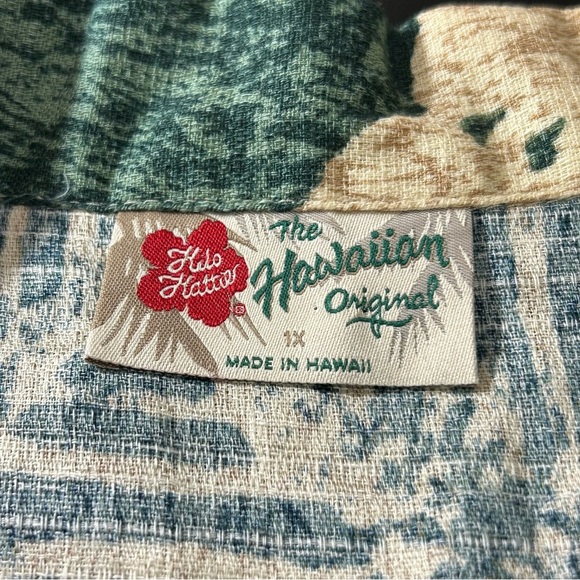 Hilo
Hattie
®
The
Hawaiian
Original
1X
MADE IN HAWAII